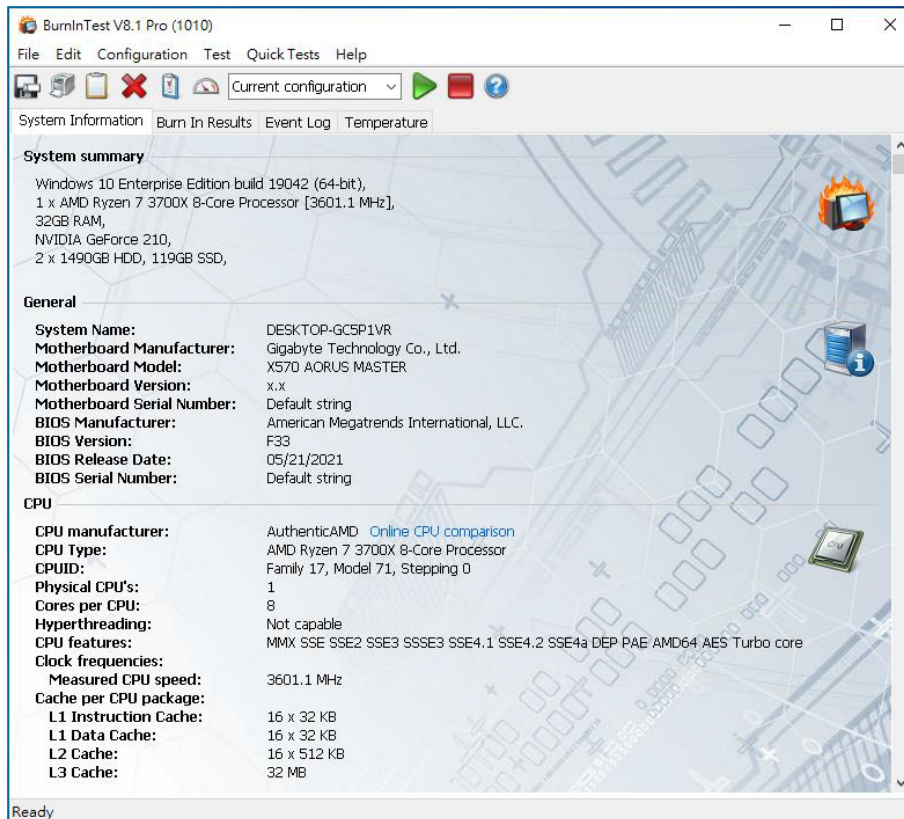 BurnInTest V8.1 Pro (1010)
File Edit Configuration Test Quick Tests Help
Current configuration
System Information Burn In Results Event Log Temperature
System summary
Windows 10 Enterprise Edition build 19042 (64-bit),
1 x AMD Ryzen 7 3700X 8-Core Processor [3601.1 MHz],
32GB RAM,
NVIDIA GeForce 210,
2 x 1490GB HDD, 119GB SSD,
General
System Name: DESKTOP-GC5P1VR
Motherboard Manufacturer: Gigabyte Technology Co., Ltd.
Motherboard Model: X570 AORUS MASTER
Motherboard Version: x.x
Motherboard Serial Number: Default string
BIOS Manufacturer: American Megatrends International, LLC.
BIOS Version: F33
BIOS Release Date: 05/21/2021
BIOS Serial Number: Default string
CPU
CPU manufacturer: AuthenticAMD Online CPU comparison
CPU Type: AMD Ryzen 7 3700X 8-Core Processor
CPUID: Family 17, Model 71, Stepping 0
Physical CPU's: 1
Cores per CPU: 8
Hyperthreading: Not capable
CPU features: MMX SSE SSE2 SSE3 SSSE3 SSE4.1 SSE4.2 SSE4a DEP PAE AMD64 AES Turbo core
Clock frequencies:
Measured CPU speed: 3601.1 MHz
Cache per CPU package:
L1 Instruction Cache: 16 x 32 KB
L1 Data Cache: 16 x 32 KB
L2 Cache: 16 x 512 KB
L3 Cache: 32 MB
Ready